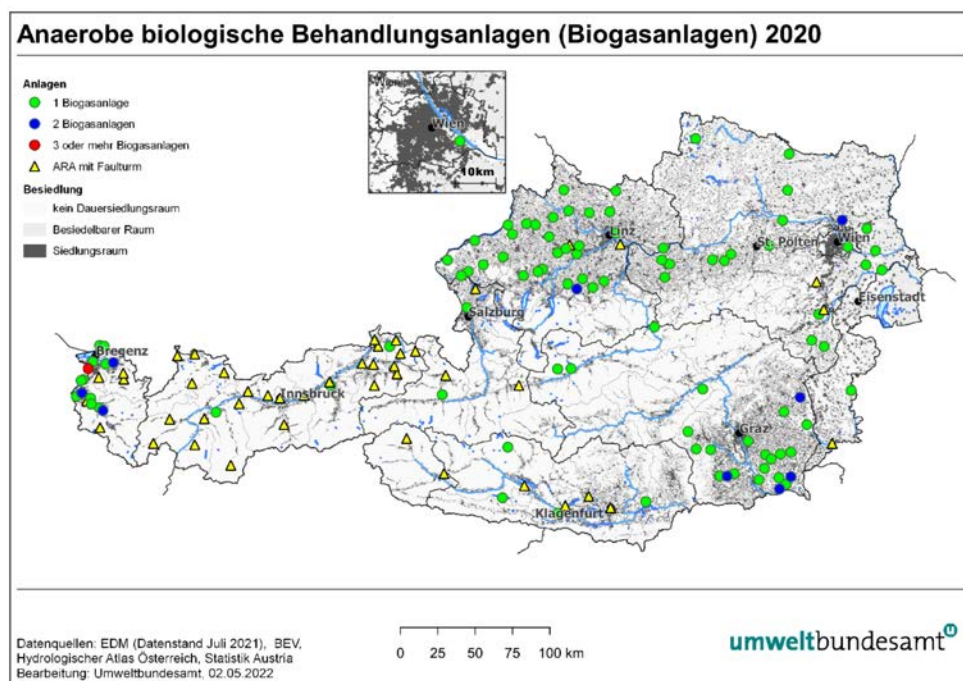 Anaerobe biologische Behandlungsanlagen (Biogasanlagen) 2020
Anlagen
1 Biogasanlage
2 Biogasanlagen
3 oder mehr Biogasanlagen
ARA mit Faulturm
Besiedlung
kein Dauersiedlungsraum
Besiedelbarer Raum
Siedlungsraum
Wien
Wien
10km
Linz
St. Pölten
Wien
Eisenstadt
Salzburg
Bregenz
Innsbruck
Graz
Klagenfurt
Datenquellen: EDM (Datenstand Juli 2021), BEV,
Hydrologischer Atlas Österreich, Statistik Austria
Bearbeitung: Umweltbundesamt, 02.05.2022
0 25 50 75 100 km
umweltbundesamt u